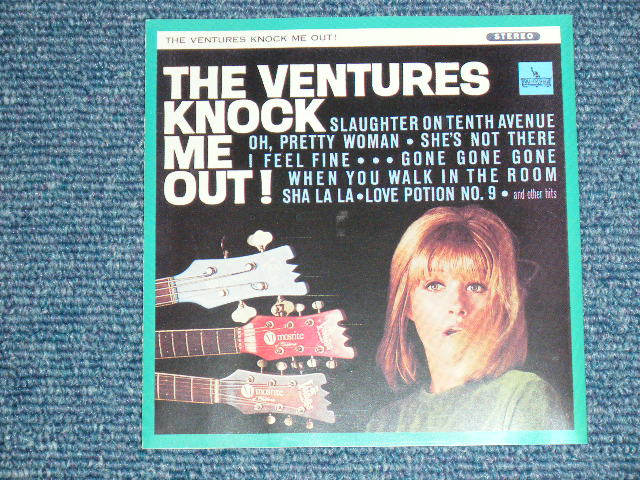 THE VENTURES KNOCK ME OUT!
STEREO
THE VENTURES
KNOCK
ME
OUT!
SLAUGHTER ON TENTH AVENUE
OH, PRETTY WOMAN • SHE'S NOT THERE
I FEEL FINE • • • GONE GONE GONE
WHEN YOU WALK IN THE ROOM
SHA LA LA • LOVE POTION NO. 9 • and other hits
M mosrite
M mosrite